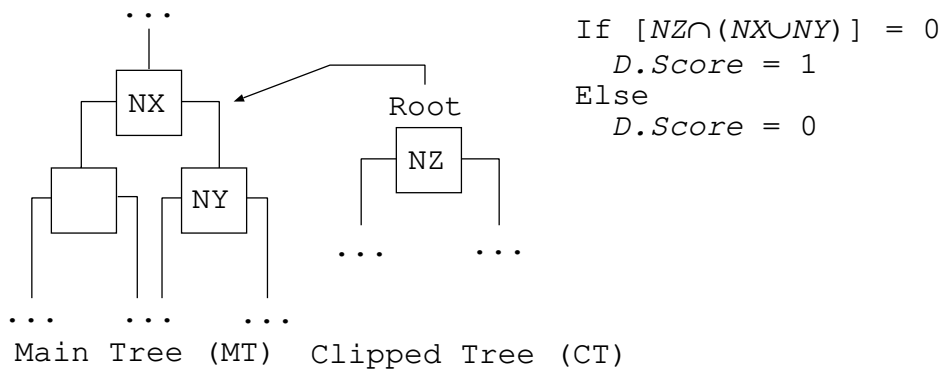 ...
NX
Root
NZ
NY
... ...
... ... ...
Main Tree (MT) Clipped Tree (CT)
If [NZ∩(NX∪NY)] = 0
D.Score = 1
Else
D.Score = 0